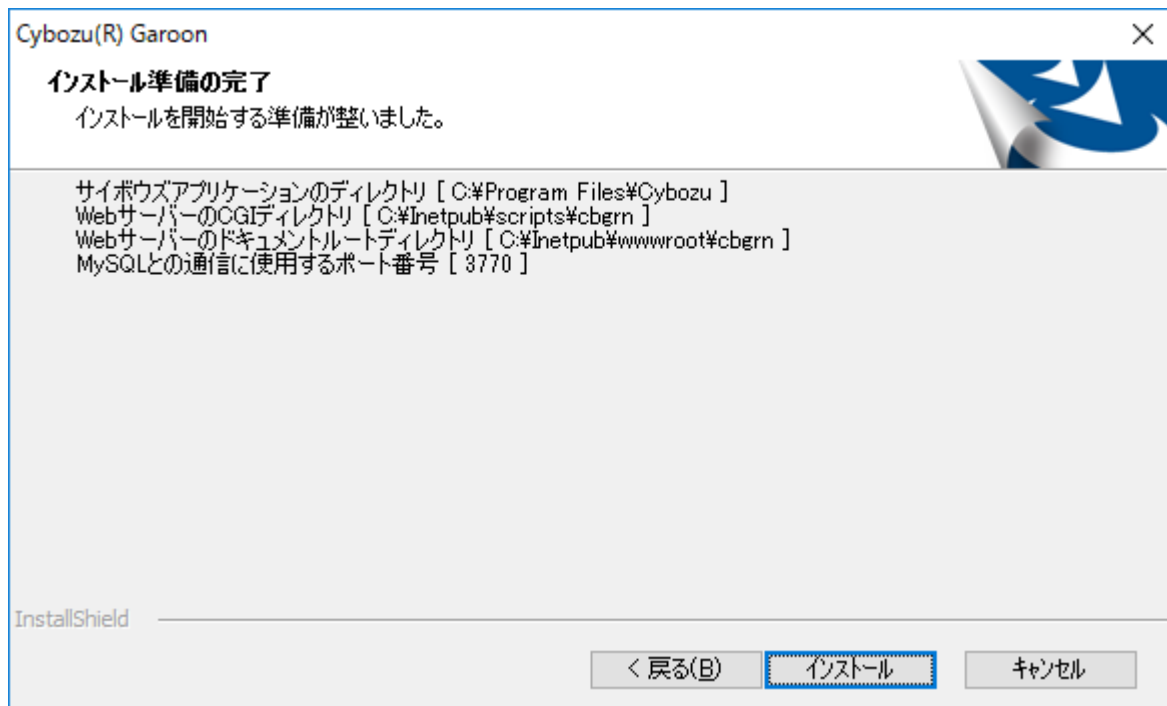 Cybozu(R) Garoon
インストール準備の完了
インストールを開始する準備が整いました。
サイボウズアプリケーションのディレクトリ [ C:¥Program Files¥Cybozu ]
WebサーバーのCGIディレクトリ [ C:¥Inetpub¥scripts¥cbgrn ]
Webサーバーのドキュメントルートディレクトリ [ C:¥Inetpub¥wwwroot¥cbgrn ]
MySQLとの通信に使用するポート番号 [ 3770 ]
InstallShield
< 戻る(B) インストール キャンセル